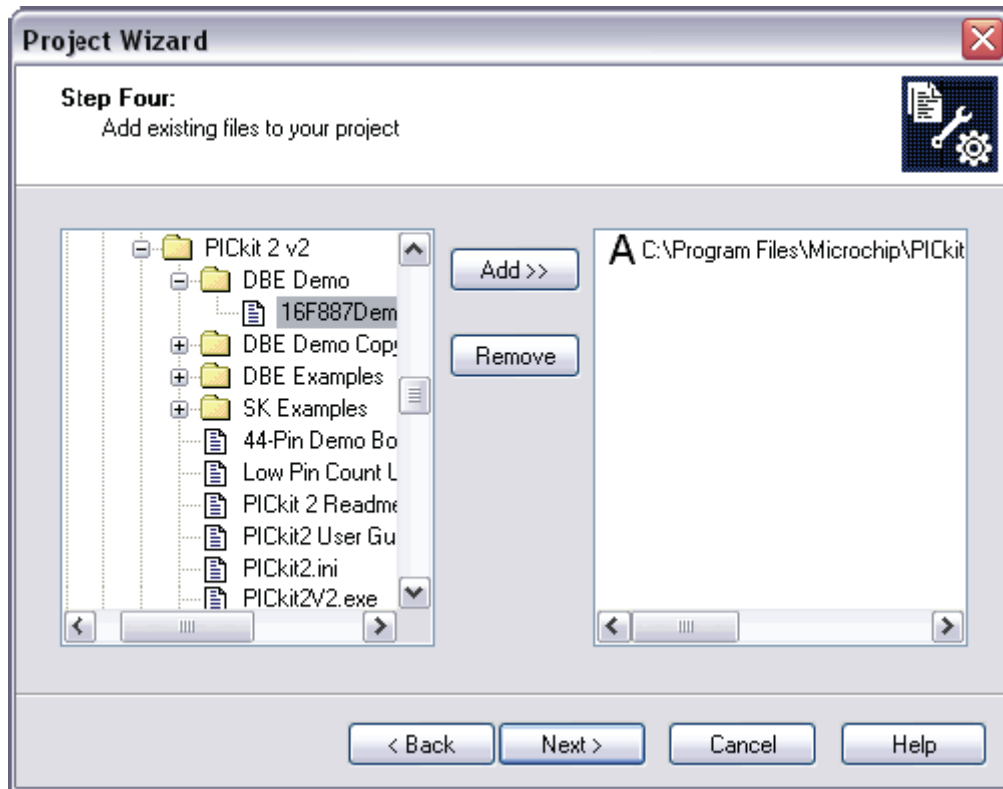 Project Wizard
Step Four:
Add existing files to your project
PICkit 2 v2
DBE Demo
16F887Dem
DBE Demo Copy
DBE Examples
SK Examples
44-Pin Demo Bo
Low Pin Count U
PICkit 2 Readme
PICkit2 User Gu
PICkit2.ini
PICkit2V2.exe
Add >>
Remove
A C:\Program Files\Microchip\PICkit
< Back
Next >
Cancel
Help